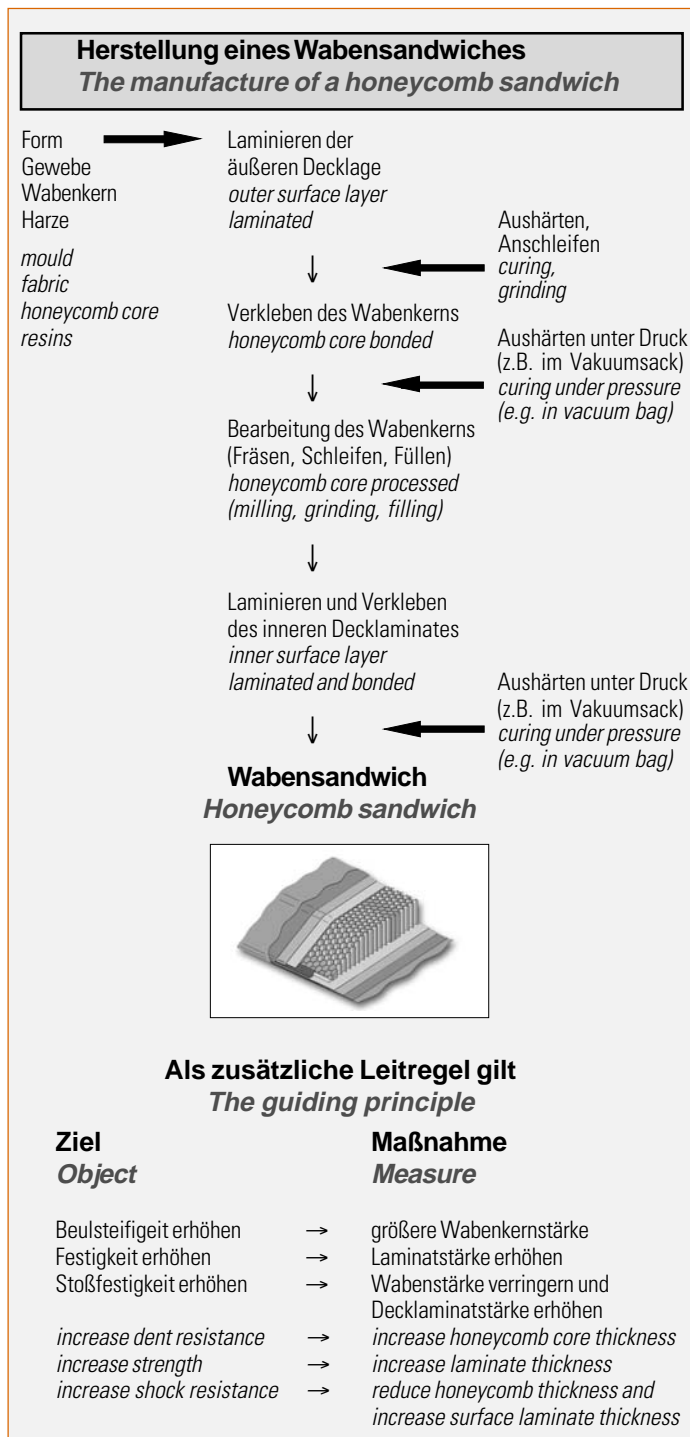 Herstellung eines Wabensandwiches
The manufacture of a honeycomb sandwich
Form
Gewebe
Wabenkern
Harze
mould
fabric
honeycomb core
resins
Laminieren der
äußeren Decklage
outer surface layer
laminated
Aushärten,
Anschleifen
curing,
grinding
Verkleben des Wabenkerns
honeycomb core bonded
Aushärten unter Druck
(z.B. im Vakuumsack)
curing under pressure
(e.g. in vacuum bag)
Bearbeitung des Wabenkerns
(Fräsen, Schleifen, Füllen)
honeycomb core processed
(milling, grinding, filling)
Laminieren und Verkleben
des inneren Decklaminates
inner surface layer
laminated and bonded
Aushärten unter Druck
(z.B. im Vakuumsack)
curing under pressure
(e.g. in vacuum bag)
Wabensandwich
Honeycomb sandwich
Als zusätzliche Leitregel gilt
The guiding principle
Ziel Maßnahme
Object Measure
Beulsteifigeit erhöhen → größere Wabenkernstärke
Festigkeit erhöhen → Laminatstärke erhöhen
Stoßfestigkeit erhöhen → Wabenstärke verringern und
Decklaminatstärke erhöhen
increase dent resistance → increase honeycomb core thickness
increase strength → increase laminate thickness
increase shock resistance → reduce honeycomb thickness and
increase surface laminate thickness